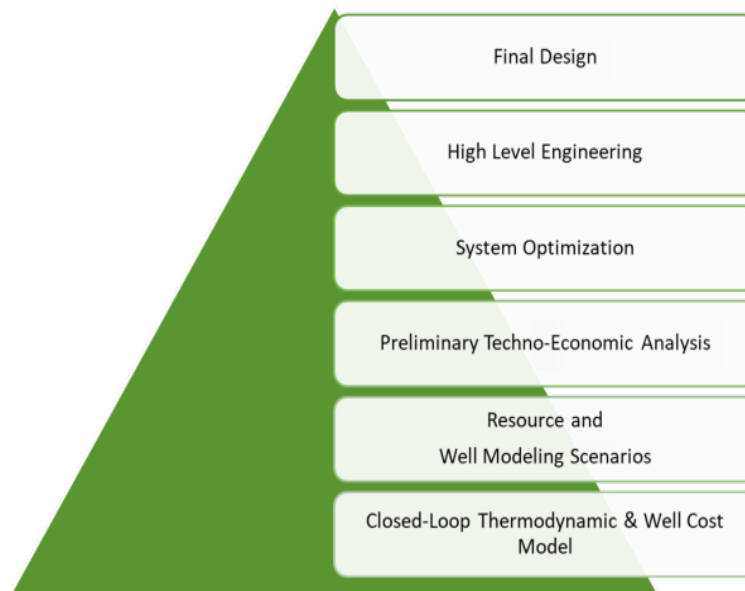 Final Design
High Level Engineering
System Optimization
Preliminary Techno-Economic Analysis
Resource and
Well Modeling Scenarios
Closed-Loop Thermodynamic & Well Cost
Model